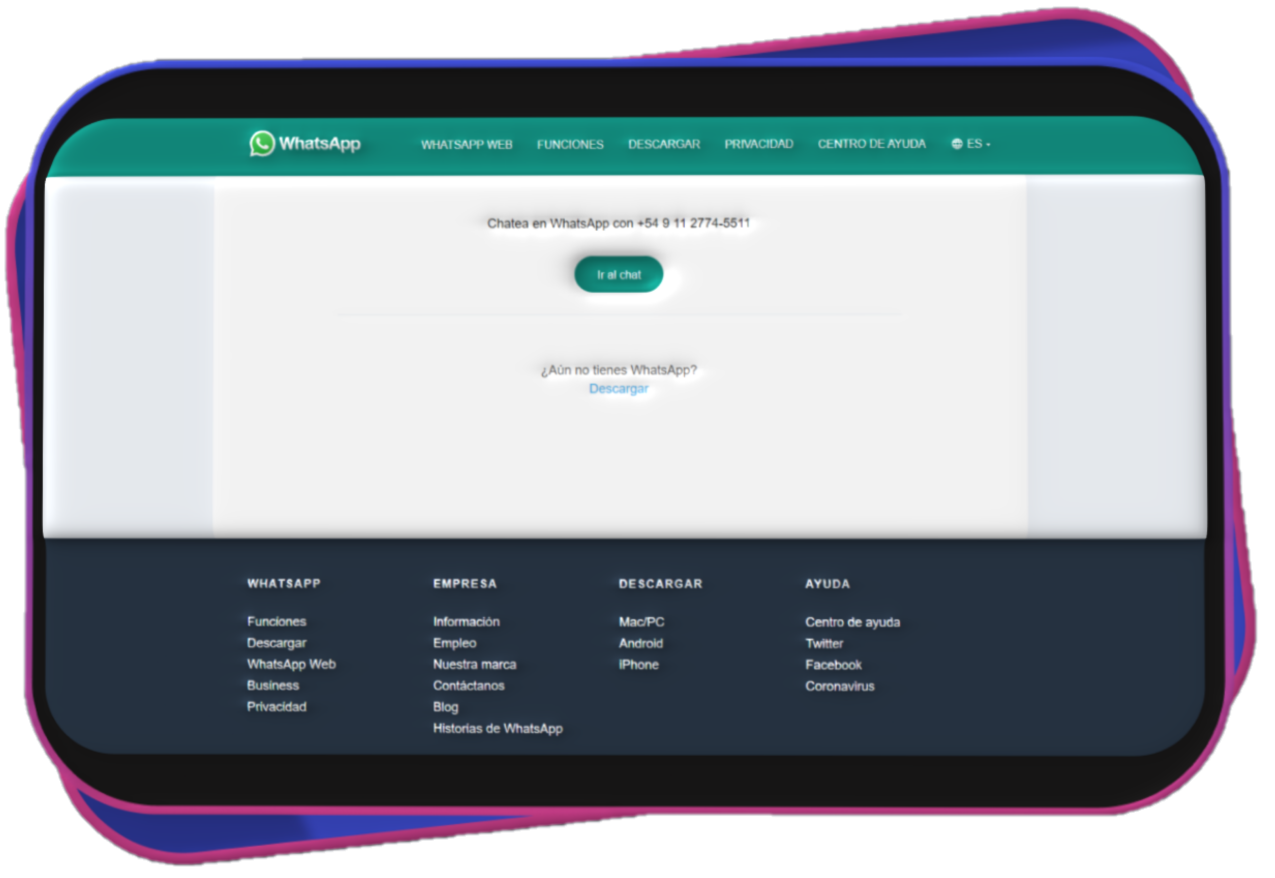 WhatsApp WHATSAPP WEB FUNCIONES DESCARGAR PRIVACIDAD CENTRO DE AYUDA ES
Chatea en WhatsApp con +54 9 11 2774-5511
Ir al chat
¿Aún no tienes WhatsApp?
Descargar
WHATSAPP
Funciones
Descargar
WhatsApp Web
Business
Privacidad
EMPRESA
Información
Empleo
Nuestra marca
Contáctanos
Blog
Historias de WhatsApp
DESCARGAR
Mac/PC
Android
iPhone
AYUDA
Centro de ayuda
Twitter
Facebook
Coronavirus